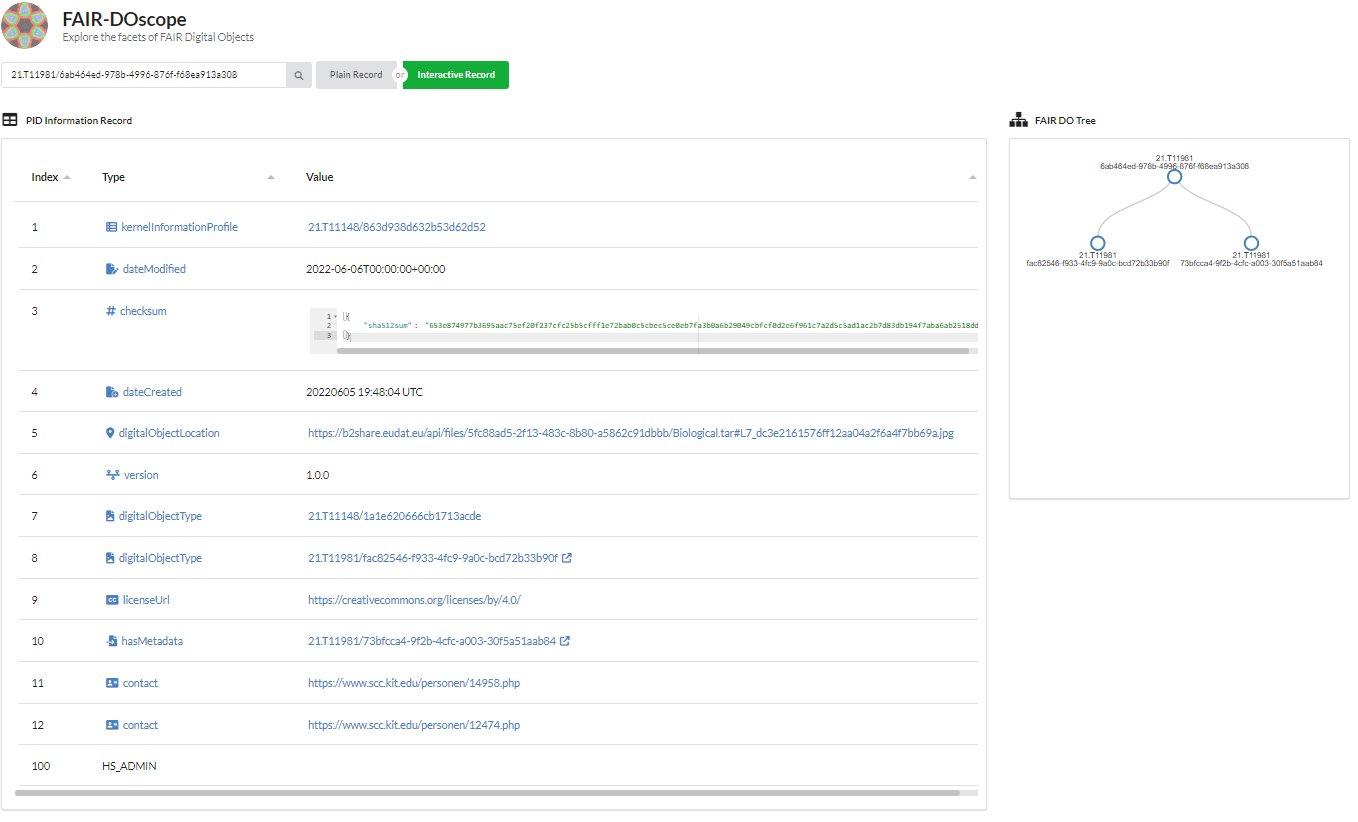 FAIR-DOscope
Explore the facets of FAIR Digital Objects
21.T11981/6ab464ed-978b-4996-876f-f68ea913a308
Plain Record or Interactive Record
PID Information Record
Index Type Value
1 kernelInformationProfile 21.T11148/863d938d632b53d62d52
2 dateModified 2022-06-06T00:00:00+00:00
3 checksum
1 {
2 "sha512sum": "653e874977b3695aac75ef20f237cfc25b5cfff1e72bab0c5cbec5ce0eb7fa3b0a6b29049cbfcf0d2e6f961c7a2d5c5ad1ac2b7d83db194f7aba6ab2518dd
3 }
4 dateCreated 20220605 19:48:04 UTC
5 digitalObjectLocation https://b2share.eudat.eu/api/files/5fc88ad5-2f13-483c-8b80-a5862c91dbbb/Biological.tar#L7_dc3e2161576ff12aa04a2f6a4f7bb69a.jpg
6 version 1.0.0
7 digitalObjectType 21.T11148/1a1e620666cb1713acde
8 digitalObjectType 21.T11981/fac82546-f933-4fc9-9a0c-bcd72b33b90f
9 licenseUrl https://creativecommons.org/licenses/by/4.0/
10 hasMetadata 21.T11981/73bfcca4-9f2b-4cfc-a003-30f5a51aab84
11 contact https://www.scc.kit.edu/personen/14958.php
12 contact https://www.scc.kit.edu/personen/12474.php
100 HS_ADMIN
FAIR DO Tree
21.T11981
6ab464ed-978b-4996-876f-f68ea913a308
21.T11981
fac82546-f933-4fc9-9a0c-bcd72b33b90f
21.T11981
73bfcca4-9f2b-4cfc-a003-30f5a51aab84